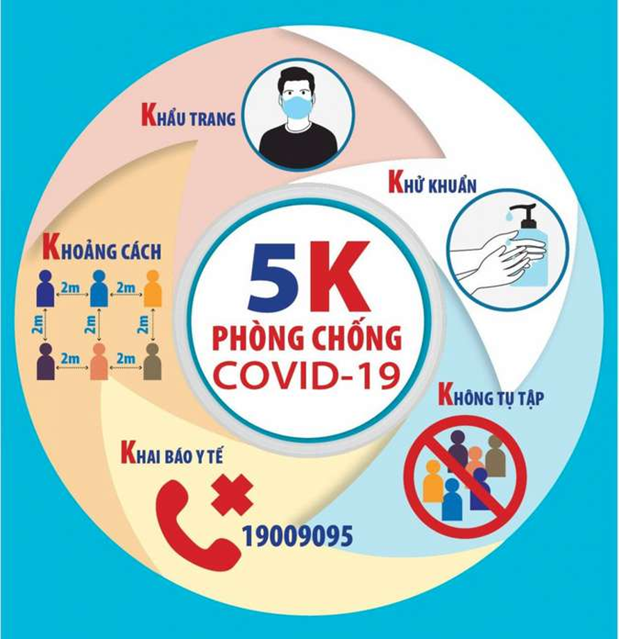 KHẨU TRANG
KHỬ KHUẨN
KHOẢNG CÁCH
2m 2m
2m 2m 2m
2m 2m
5K
PHÒNG CHỐNG
COVID-19
KHÔNG TỤ TẬP
KHAI BÁO Y TẾ
19009095